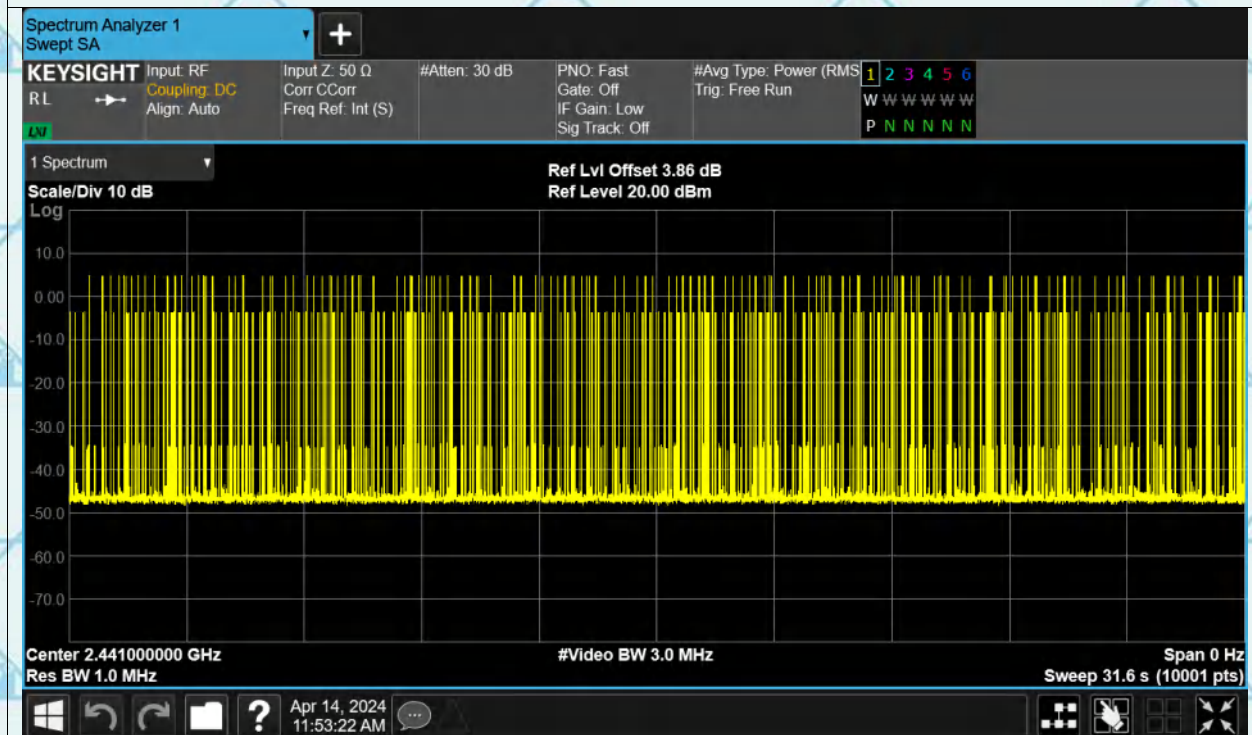 Spectrum Analyzer 1
Swept SA
+
KEYSIGHT
RL
LXI
Input: RF
Coupling: DC
Align: Auto
Input Z: 50 Ω
Corr CCorr
Freq Ref: Int (S)
#Atten: 30 dB
PNO: Fast
Gate: Off
IF Gain: Low
Sig Track: Off
#Avg Type: Power (RMS
Trig: Free Run
1 2 3 4 5 6
W W W W W W
P N N N N N
1 Spectrum
Scale/Div 10 dB
Ref Lvl Offset 3.86 dB
Ref Level 20.00 dBm
Log
10.0
0.00
-10.0
-20.0
-30.0
-40.0
-50.0
-60.0
-70.0
Center 2.441000000 GHz
Res BW 1.0 MHz
#Video BW 3.0 MHz
Span 0 Hz
Sweep 31.6 s (10001 pts)
?
Apr 14, 2024
11:53:22 AM